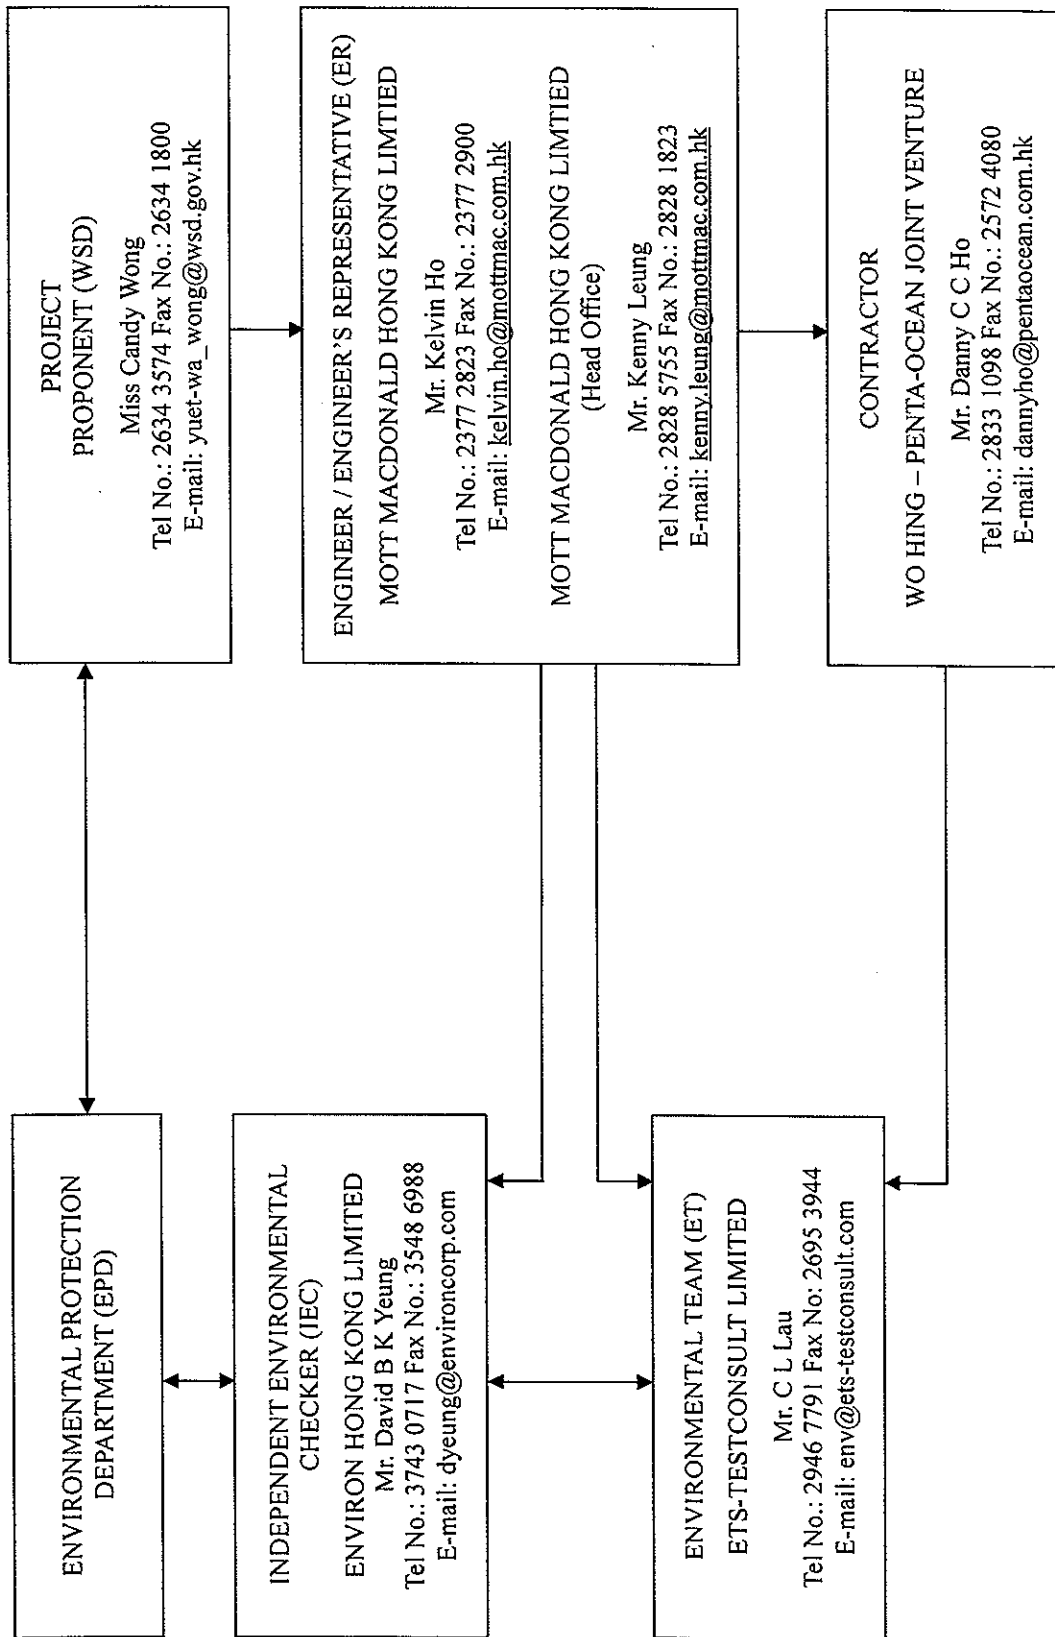 PROJECT
PROPONENT (WSD)
Miss Candy Wong
Tel No.: 2634 3574 Fax No.: 2634 1800
E-mail: yuet-wa_wong@wsd.gov.hk
ENGINEER / ENGINEER'S REPRESENTATIVE (ER)
MOTT MACDONALD HONG KONG LIMTIED
Mr. Kelvin Ho
Tel No.: 2377 2823 Fax No.: 2377 2900
E-mail: kelvin.ho@mottmac.com.hk
MOTT MACDONALD HONG KONG LIMTIED
(Head Office)
Mr. Kenny Leung
Tel No.: 2828 5755 Fax No.: 2828 1823
E-mail: kenny.leung@mottmac.com.hk
CONTRACTOR
WO HING – PENTA-OCEAN JOINT VENTURE
Mr. Danny C C Ho
Tel No.: 2833 1098 Fax No.: 2572 4080
E-mail: dannyho@pentaocean.com.hk
ENVIRONMENTAL PROTECTION
DEPARTMENT (EPD)
INDEPENDENT ENVIRONMENTAL
CHECKER (IEC)
ENVIRON HONG KONG LIMITED
Mr. David B K Yeung
Tel No.: 3743 0717 Fax No.: 3548 6988
E-mail: dyeung@environcorp.com
ENVIRONMENTAL TEAM (ET)
ETS-TESTCONSULT LIMITED
Mr. C L Lau
Tel No.: 2946 7791 Fax No: 2695 3944
E-mail: env@ets-testconsult.com